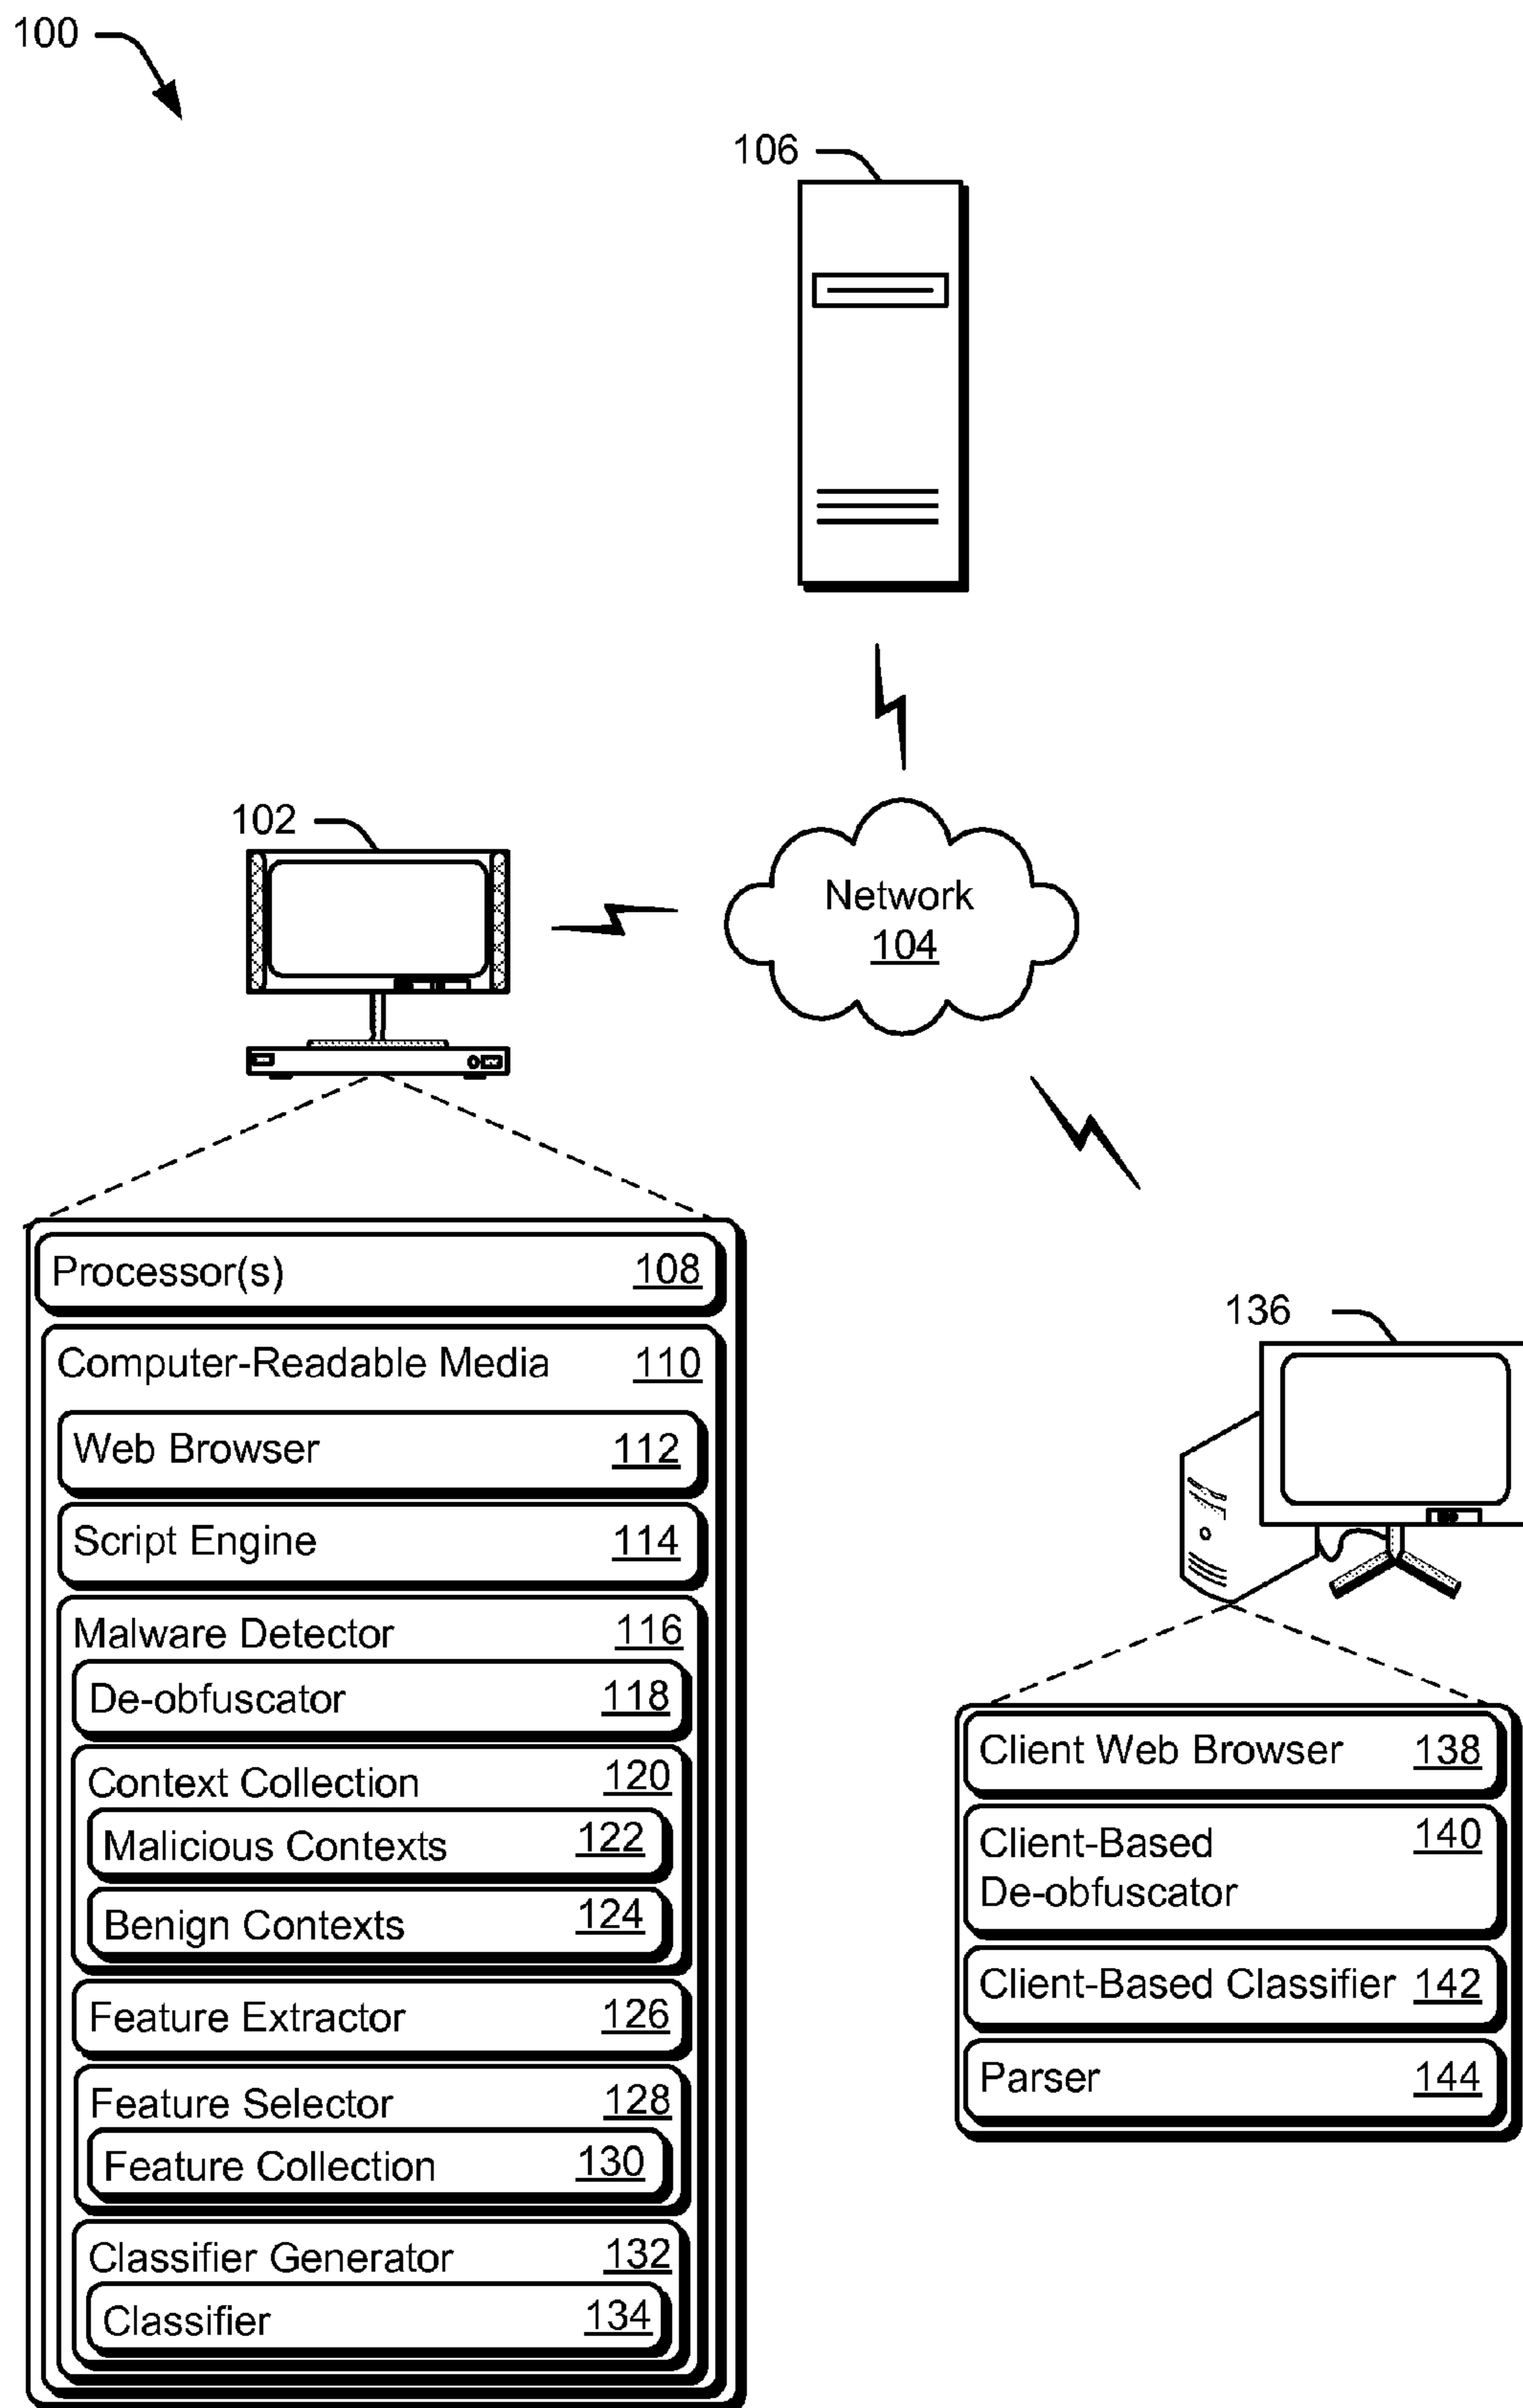 100
106
102
Network
104
Processor(s) 108
Computer-Readable Media 110
Web Browser 112
Script Engine 114
Malware Detector 116
De-obfuscator 118
Context Collection 120
Malicious Contexts 122
Benign Contexts 124
Feature Extractor 126
Feature Selector 128
Feature Collection 130
Classifier Generator 132
Classifier 134
136
Client Web Browser 138
Client-Based 140
De-obfuscator
Client-Based Classifier 142
Parser 144